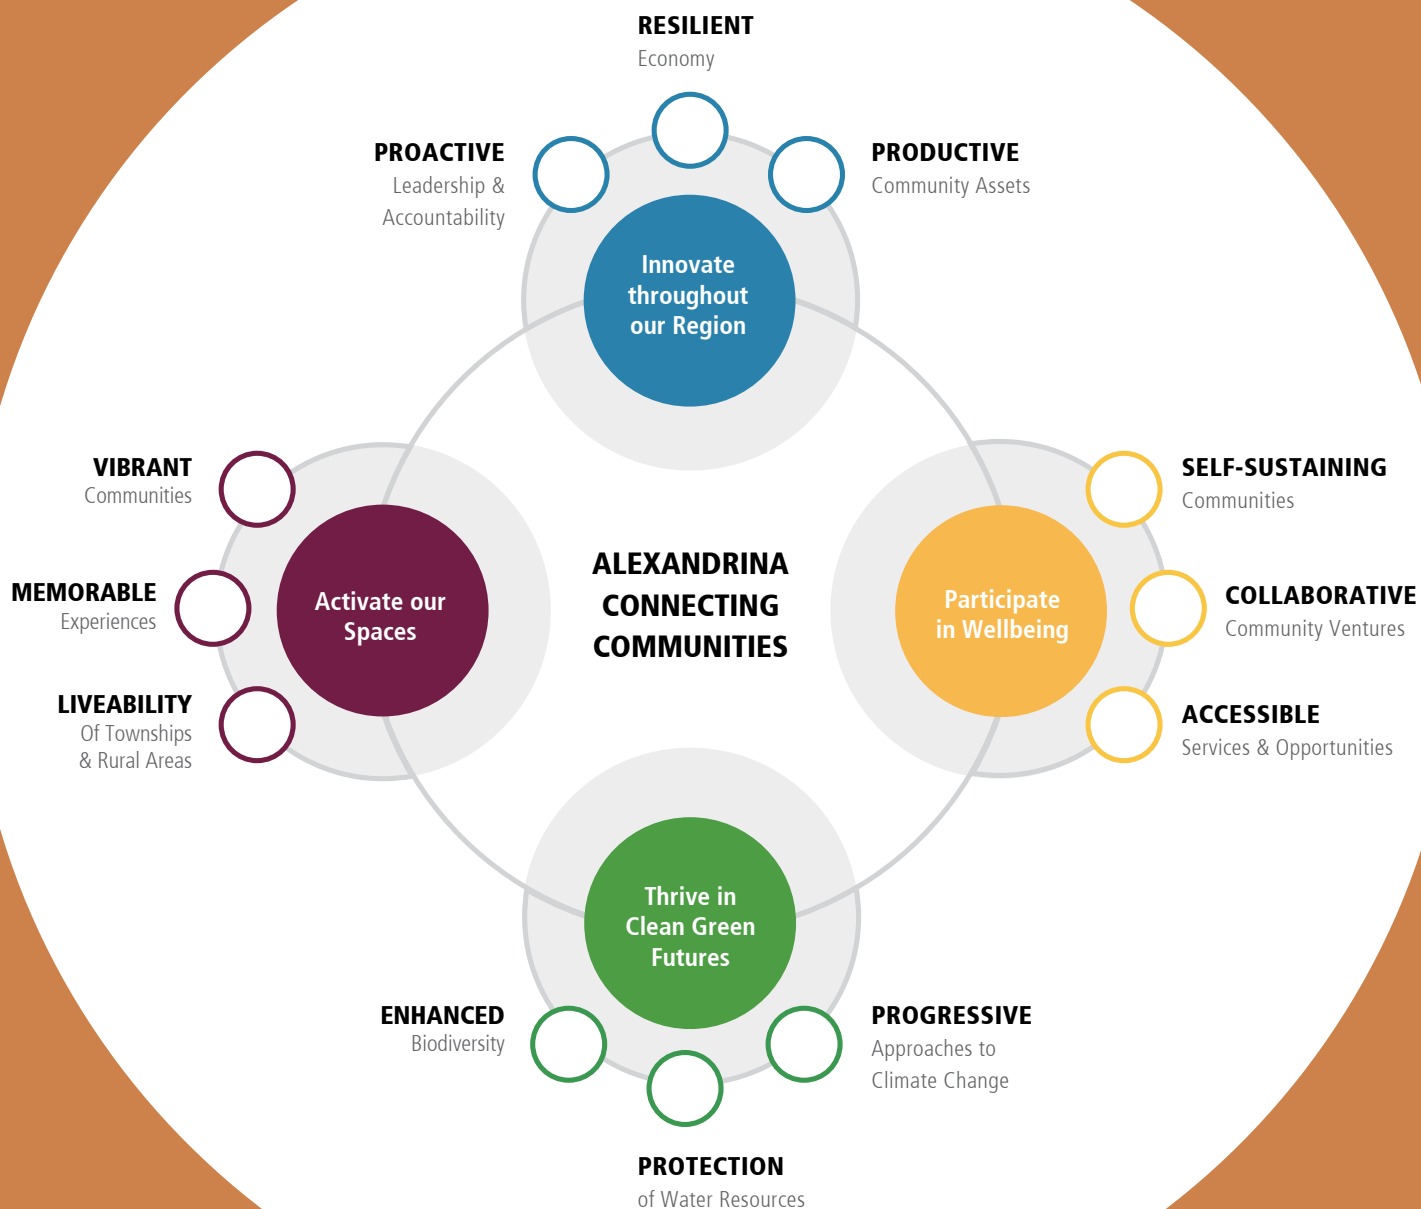 RESILIENT
Economy
PROACTIVE
Leadership &
Accountability
PRODUCTIVE
Community Assets
Innovate
throughout
our Region
VIBRANT
Communities
MEMORABLE
Experiences
LIVEABILITY
Of Townships
& Rural Areas
Activate our
Spaces
ALEXANDRINA
CONNECTING
COMMUNITIES
Participate
in Wellbeing
SELF-SUSTAINING
Communities
COLLABORATIVE
Community Ventures
ACCESSIBLE
Services & Opportunities
Thrive in
Clean Green
Futures
ENHANCED
Biodiversity
PROGRESSIVE
Approaches to
Climate Change
PROTECTION
of Water Resources